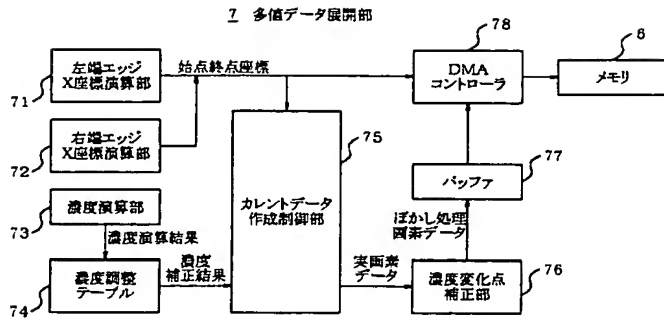 7 多値データ展開部
78
6
左端エッジ
X座標演算部
始点終点座標
DMA
コントローラ
メモリ
71
75
右端エッジ
X座標演算部
77
72
カレントデータ
作成制御部
バッファ
濃度演算部
ぼかし処理
画素データ
73
濃度演算結果
濃度
補正結果
実画素
データ
76
濃度調整
テーブル
濃度変化点
補正部
74